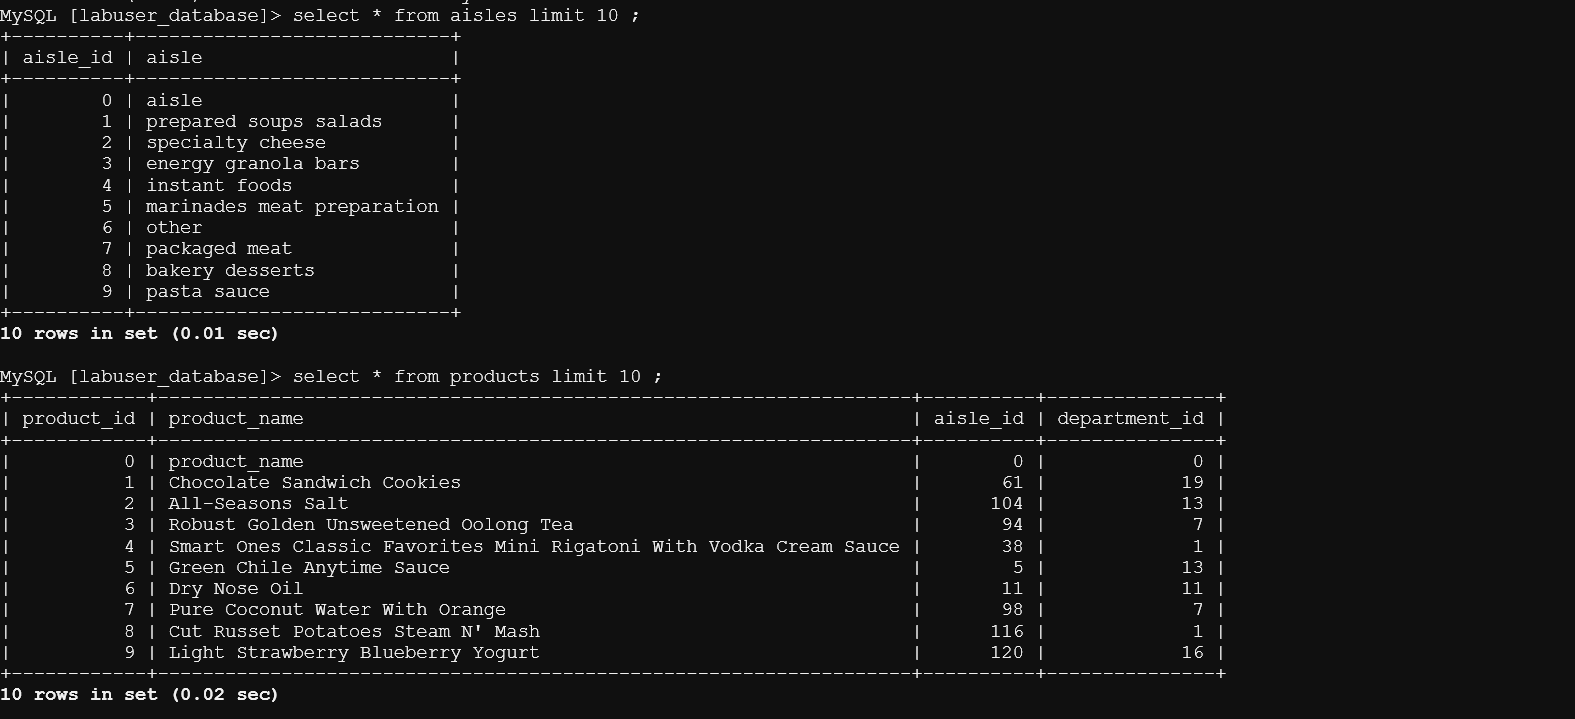 MySQL [labuser_database]> select * from aisles limit 10 ;
+----------+----------------------------+
| aisle_id | aisle                      |
+----------+----------------------------+
|        0 | aisle                      |
|        1 | prepared soups salads      |
|        2 | specialty cheese           |
|        3 | energy granola bars        |
|        4 | instant foods              |
|        5 | marinades meat preparation |
|        6 | other                      |
|        7 | packaged meat              |
|        8 | bakery desserts            |
|        9 | pasta sauce                |
+----------+----------------------------+
10 rows in set (0.01 sec)

MySQL [labuser_database]> select * from products limit 10 ;
+------------+-------------------------------------------------------------------+----------+---------------+
| product_id | product_name                                                      | aisle_id | department_id |
+------------+-------------------------------------------------------------------+----------+---------------+
|          0 | product_name                                                      |        0 |             0 |
|          1 | Chocolate Sandwich Cookies                                        |       61 |            19 |
|          2 | All-Seasons Salt                                                  |      104 |            13 |
|          3 | Robust Golden Unsweetened Oolong Tea                              |       94 |             7 |
|          4 | Smart Ones Classic Favorites Mini Rigatoni With Vodka Cream Sauce |       38 |             1 |
|          5 | Green Chile Anytime Sauce                                         |        5 |            13 |
|          6 | Dry Nose Oil                                                      |       11 |            11 |
|          7 | Pure Coconut Water With Orange                                    |       98 |             7 |
|          8 | Cut Russet Potatoes Steam N' Mash                                 |      116 |             1 |
|          9 | Light Strawberry Blueberry Yogurt                                 |      120 |            16 |
+------------+-------------------------------------------------------------------+----------+---------------+
10 rows in set (0.02 sec)